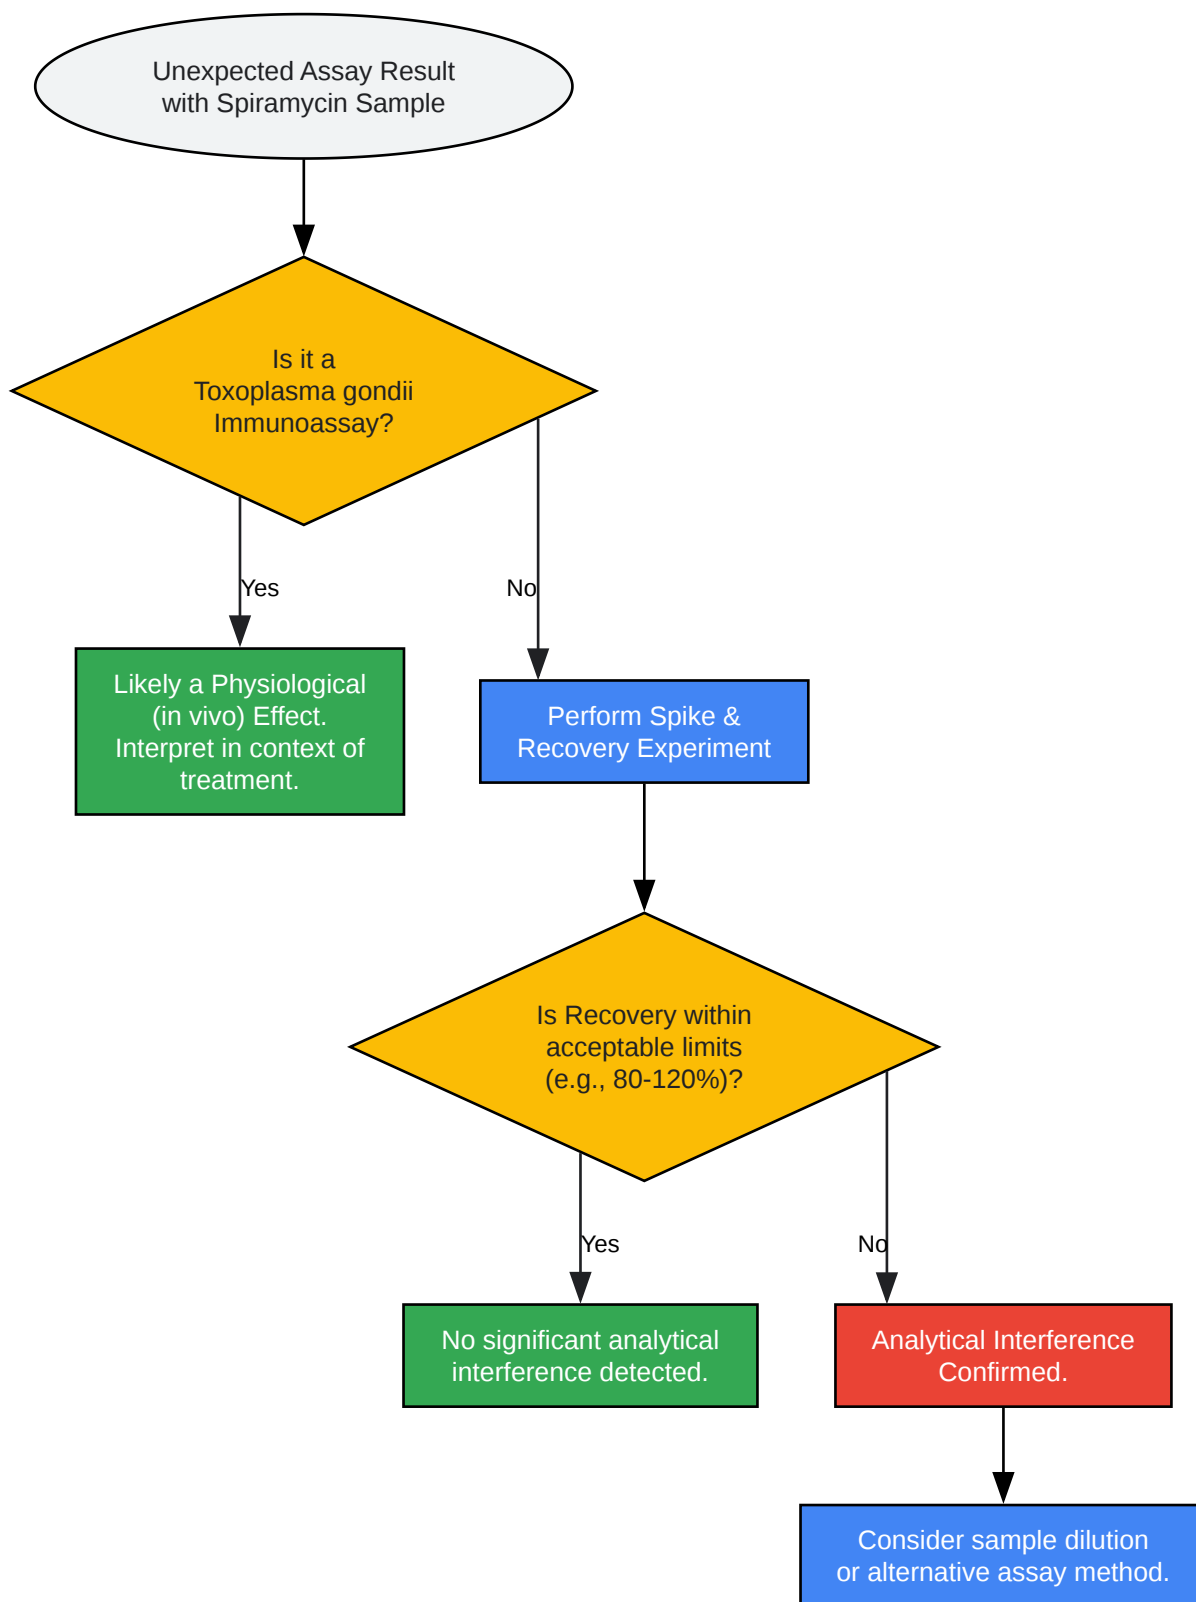 Unexpected Assay Result
with Spiramycin Sample
Is it a
Toxoplasma gondii
Immunoassay?
Yes
No
Likely a Physiological
(in vivo) Effect.
Interpret in context of
treatment.
Perform Spike &
Recovery Experiment
Is Recovery within
acceptable limits
(e.g., 80-120%)?
Yes
No
No significant analytical
interference detected.
Analytical Interference
Confirmed.
Consider sample dilution
or alternative assay method.